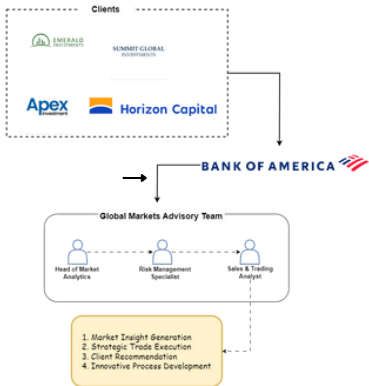 Clients
EMERALD
INVESTMENTS
SUMMIT GLOBAL
INVESTMENTS
Apex
Investment
Horizon Capital
BANK OF AMERICA
Global Markets Advisory Team
Head of Market
Analytics
Risk Management
Specialist
Sales & Trading
Analyst
1. Market Insight Generation
2. Strategic Trade Execution
3. Client Recommendation
4. Innovative Process Development